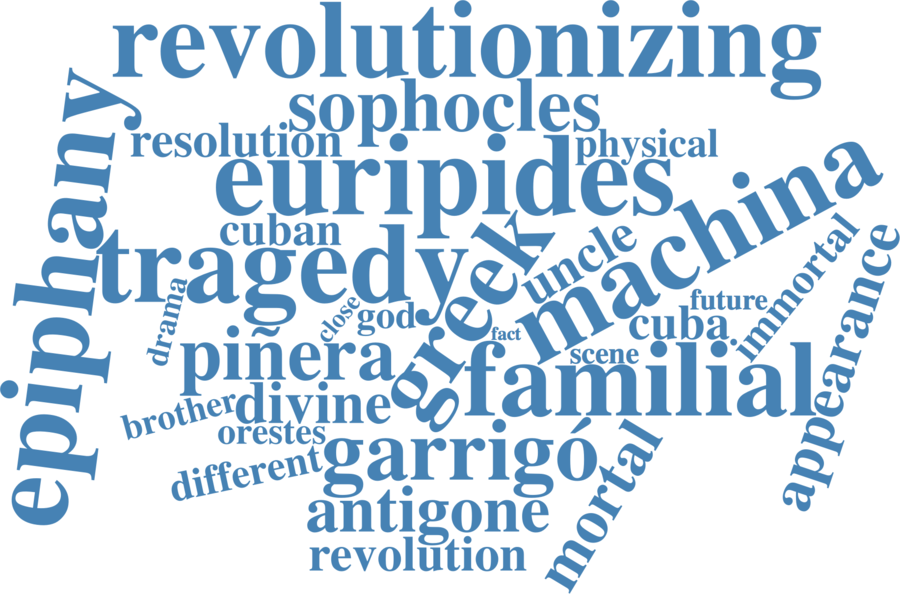 revolutionizing
sophocles
resolution
physical
euripides
epiphany
machina
cuban
tragedy
greek
uncle
immortal
appearance
drama
close
god
future
cuba
fact
scene
piñera
familial
brother
divine
orestes
garrigó
different
mortal
antigone
revolution